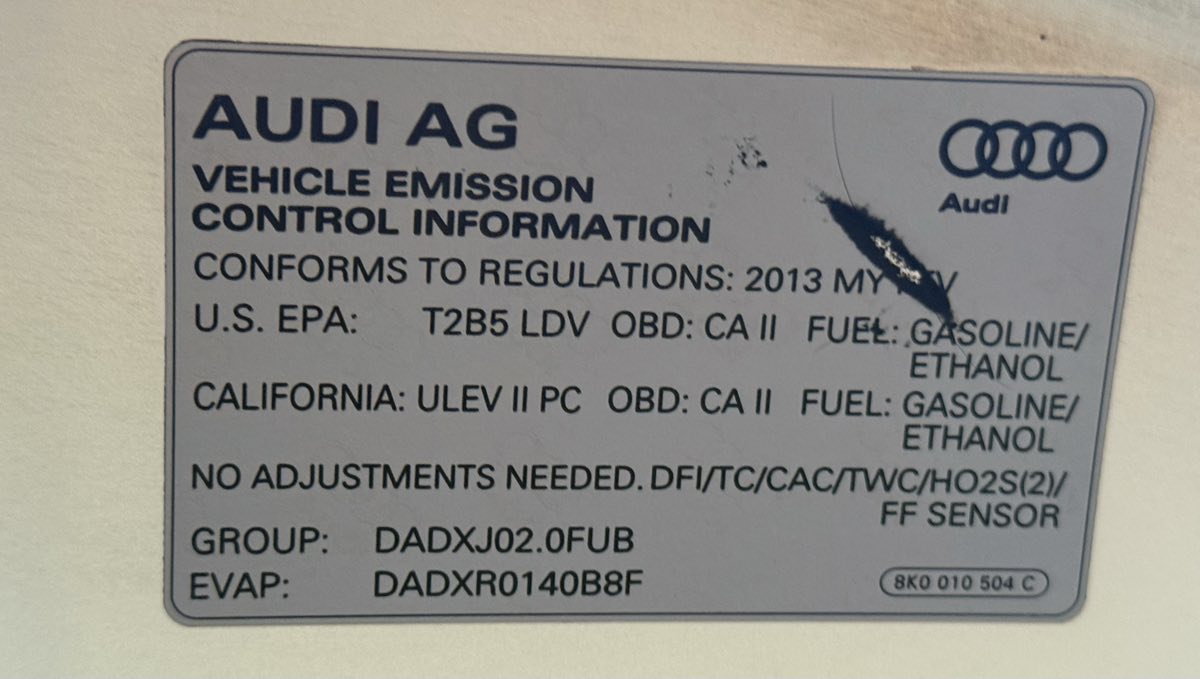 AUDI AG
Audi
VEHICLE EMISSION
CONTROL INFORMATION
CONFORMS TO REGULATIONS: 2013 MY
U.S. EPA: T2B5 LDV OBD: CA II FUEL: GASOLINE/
ETHANOL
CALIFORNIA: ULEV II PC OBD: CA II FUEL: GASOLINE/
ETHANOL
NO ADJUSTMENTS NEEDED. DFI/TC/CAC/TWC/HO2S(2)/
FF SENSOR
GROUP: DADXJ02.0FUB
EVAP: DADXR0140B8F
8K0 010 504 C